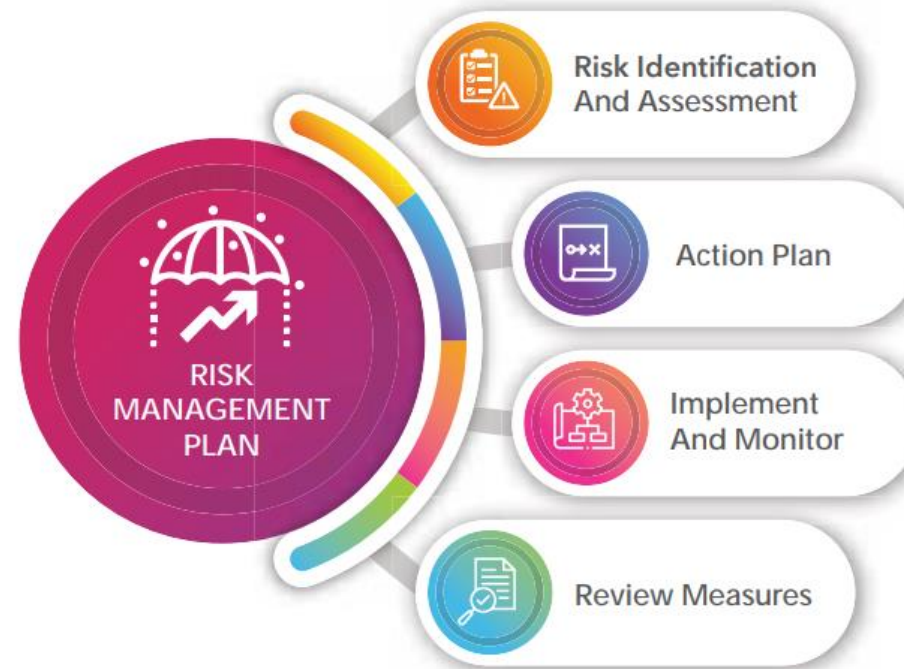 RISK
MANAGEMENT
PLAN
Risk Identification
And Assessment
Action Plan
Implement
And Monitor
Review Measures